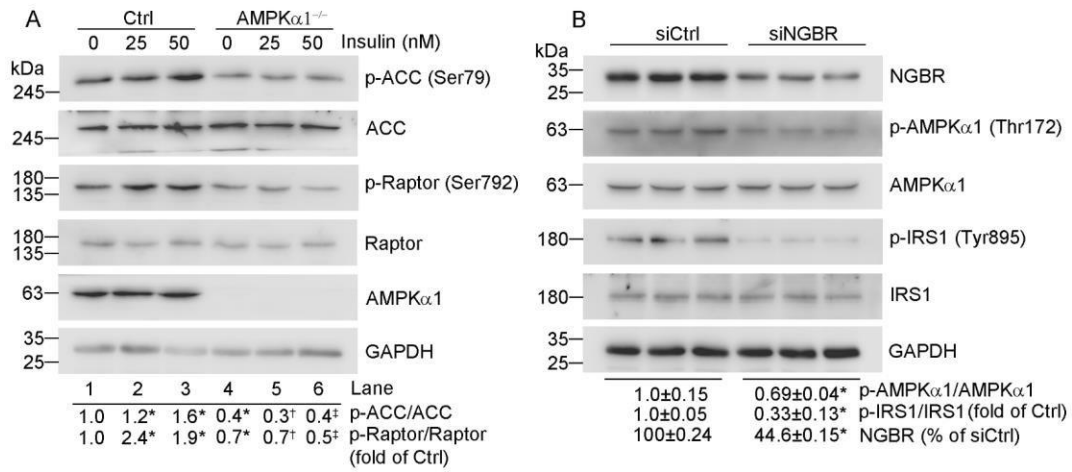 A
Ctrl AMPKα1⁻/⁻
0 25 50 0 25 50 Insulin (nM)
kDa
245 p-ACC (Ser79)
245 ACC
180 p-Raptor (Ser792)
135
180 Raptor
135
63 AMPKα1
35 GAPDH
25
1 2 3 4 5 6 Lane
1.0 1.2* 1.6* 0.4* 0.3† 0.4‡ p-ACC/ACC
1.0 2.4* 1.9* 0.7* 0.7† 0.5‡ p-Raptor/Raptor
(fold of Ctrl)
B
siCtrl siNGBR
kDa
35 NGBR
25
63 p-AMPKα1 (Thr172)
63 AMPKα1
180 p-IRS1 (Tyr895)
180 IRS1
35 GAPDH
25
1.0±0.15 0.69±0.04* p-AMPKα1/AMPKα1
1.0±0.05 0.33±0.13* p-IRS1/IRS1 (fold of Ctrl)
100±0.24 44.6±0.15* NGBR (% of siCtrl)